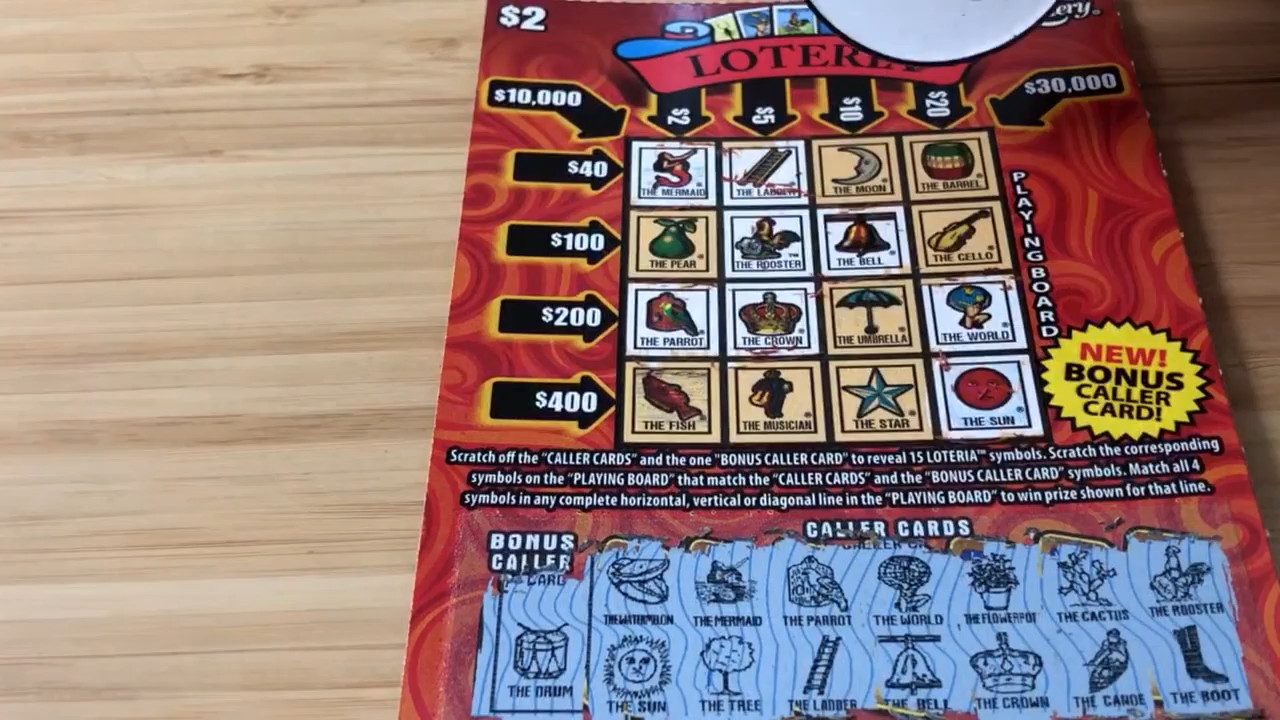 $2
LOTERIA
$10,000
$2
$5
$10
$20
$30,000
$40
THE MERMAID
THE LADDER
THE MOON
THE BARREL
$100
THE PEAR
THE ROOSTER™
THE BELL
THE CELLO
$200
THE PARROT
THE CROWN
THE UMBRELLA
THE WORLD
$400
THE FISH
THE MUSICIAN
THE STAR
THE SUN
PLAYING BOARD
NEW!
BONUS
CALLER
CARD!
Scratch off the "CALLER CARDS" and the one "BONUS CALLER CARD" to reveal 15 LOTERIA™ symbols. Scratch the corresponding
symbols on the "PLAYING BOARD" that match the "CALLER CARDS" and the "BONUS CALLER CARD" symbols. Match all 4
symbols in any complete horizontal, vertical or diagonal line in the "PLAYING BOARD" to win prize shown for that line.
CALLER CARDS
BONUS
CALLER
CARD
THE DRUM
THE WATERMELON
THE MERMAID
THE PARROT
THE WORLD
THE FLOWERPOT
THE CACTUS
THE ROOSTER
THE SUN
THE TREE
THE LADDER
THE BELL
THE CROWN
THE CANOE
THE BOOT